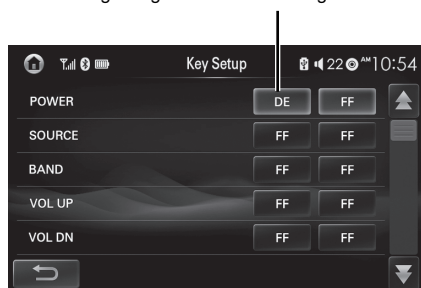 Key Setup 22 AM 10:54
POWER DE FF
SOURCE FF FF
BAND FF FF
VOL UP FF FF
VOL DN FF FF